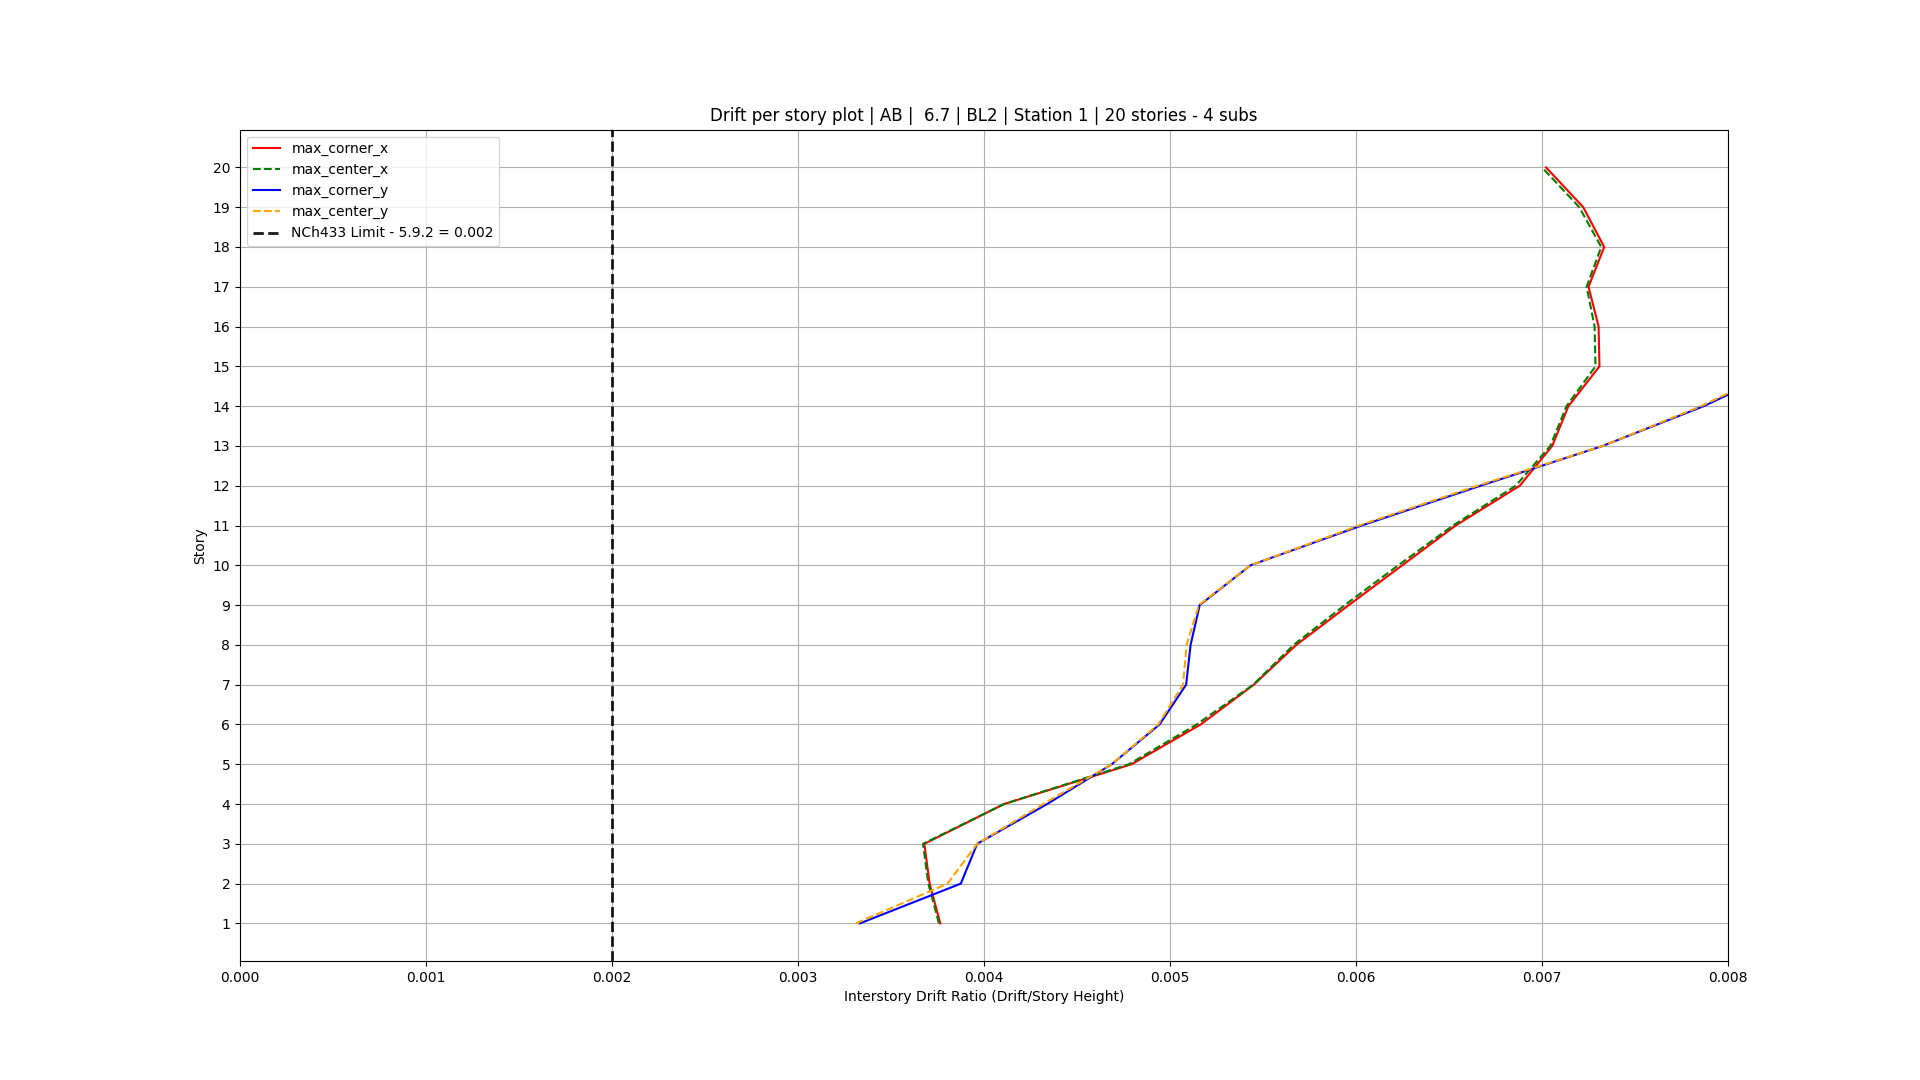 Drift per story plot | AB |  6.7 | BL2 | Station 1 | 20 stories - 4 subs
max_corner_x
max_center_x
max_corner_y
max_center_y
NCh433 Limit - 5.9.2 = 0.002
20
19
18
17
16
15
14
13
12
11
10
9
8
7
6
5
4
3
2
1
Story
0.000 0.001 0.002 0.003 0.004 0.005 0.006 0.007 0.008
Interstory Drift Ratio (Drift/Story Height)